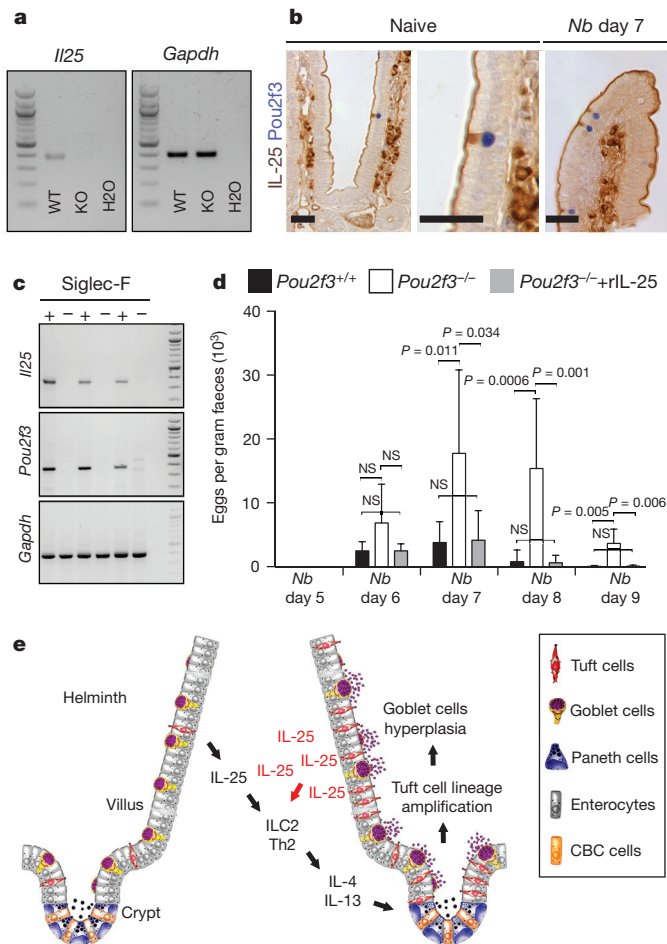 a
Il25
Gapdh
WT
KO
H2O
WT
KO
H2O
b
Naive
Nb day 7
IL-25 Pou2f3
c
Siglec-F
+ – + – + –
Il25
Pou2f3
Gapdh
d
Pou2f3+/+
Pou2f3−/−
Pou2f3−/−+rIL-25
Eggs per gram faeces (10³)
40
30
20
10
0
NS
NS
NS
P = 0.011
P = 0.034
NS
P = 0.0006
P = 0.001
NS
P = 0.005
P = 0.006
NS
Nb
day 5
Nb
day 6
Nb
day 7
Nb
day 8
Nb
day 9
e
Helminth
Villus
Crypt
IL-25
IL-25
IL-25
IL-25
IL-25
ILC2
Th2
IL-4
IL-13
Goblet cells
hyperplasia
Tuft cell lineage
amplification
Tuft cells
Goblet cells
Paneth cells
Enterocytes
CBC cells